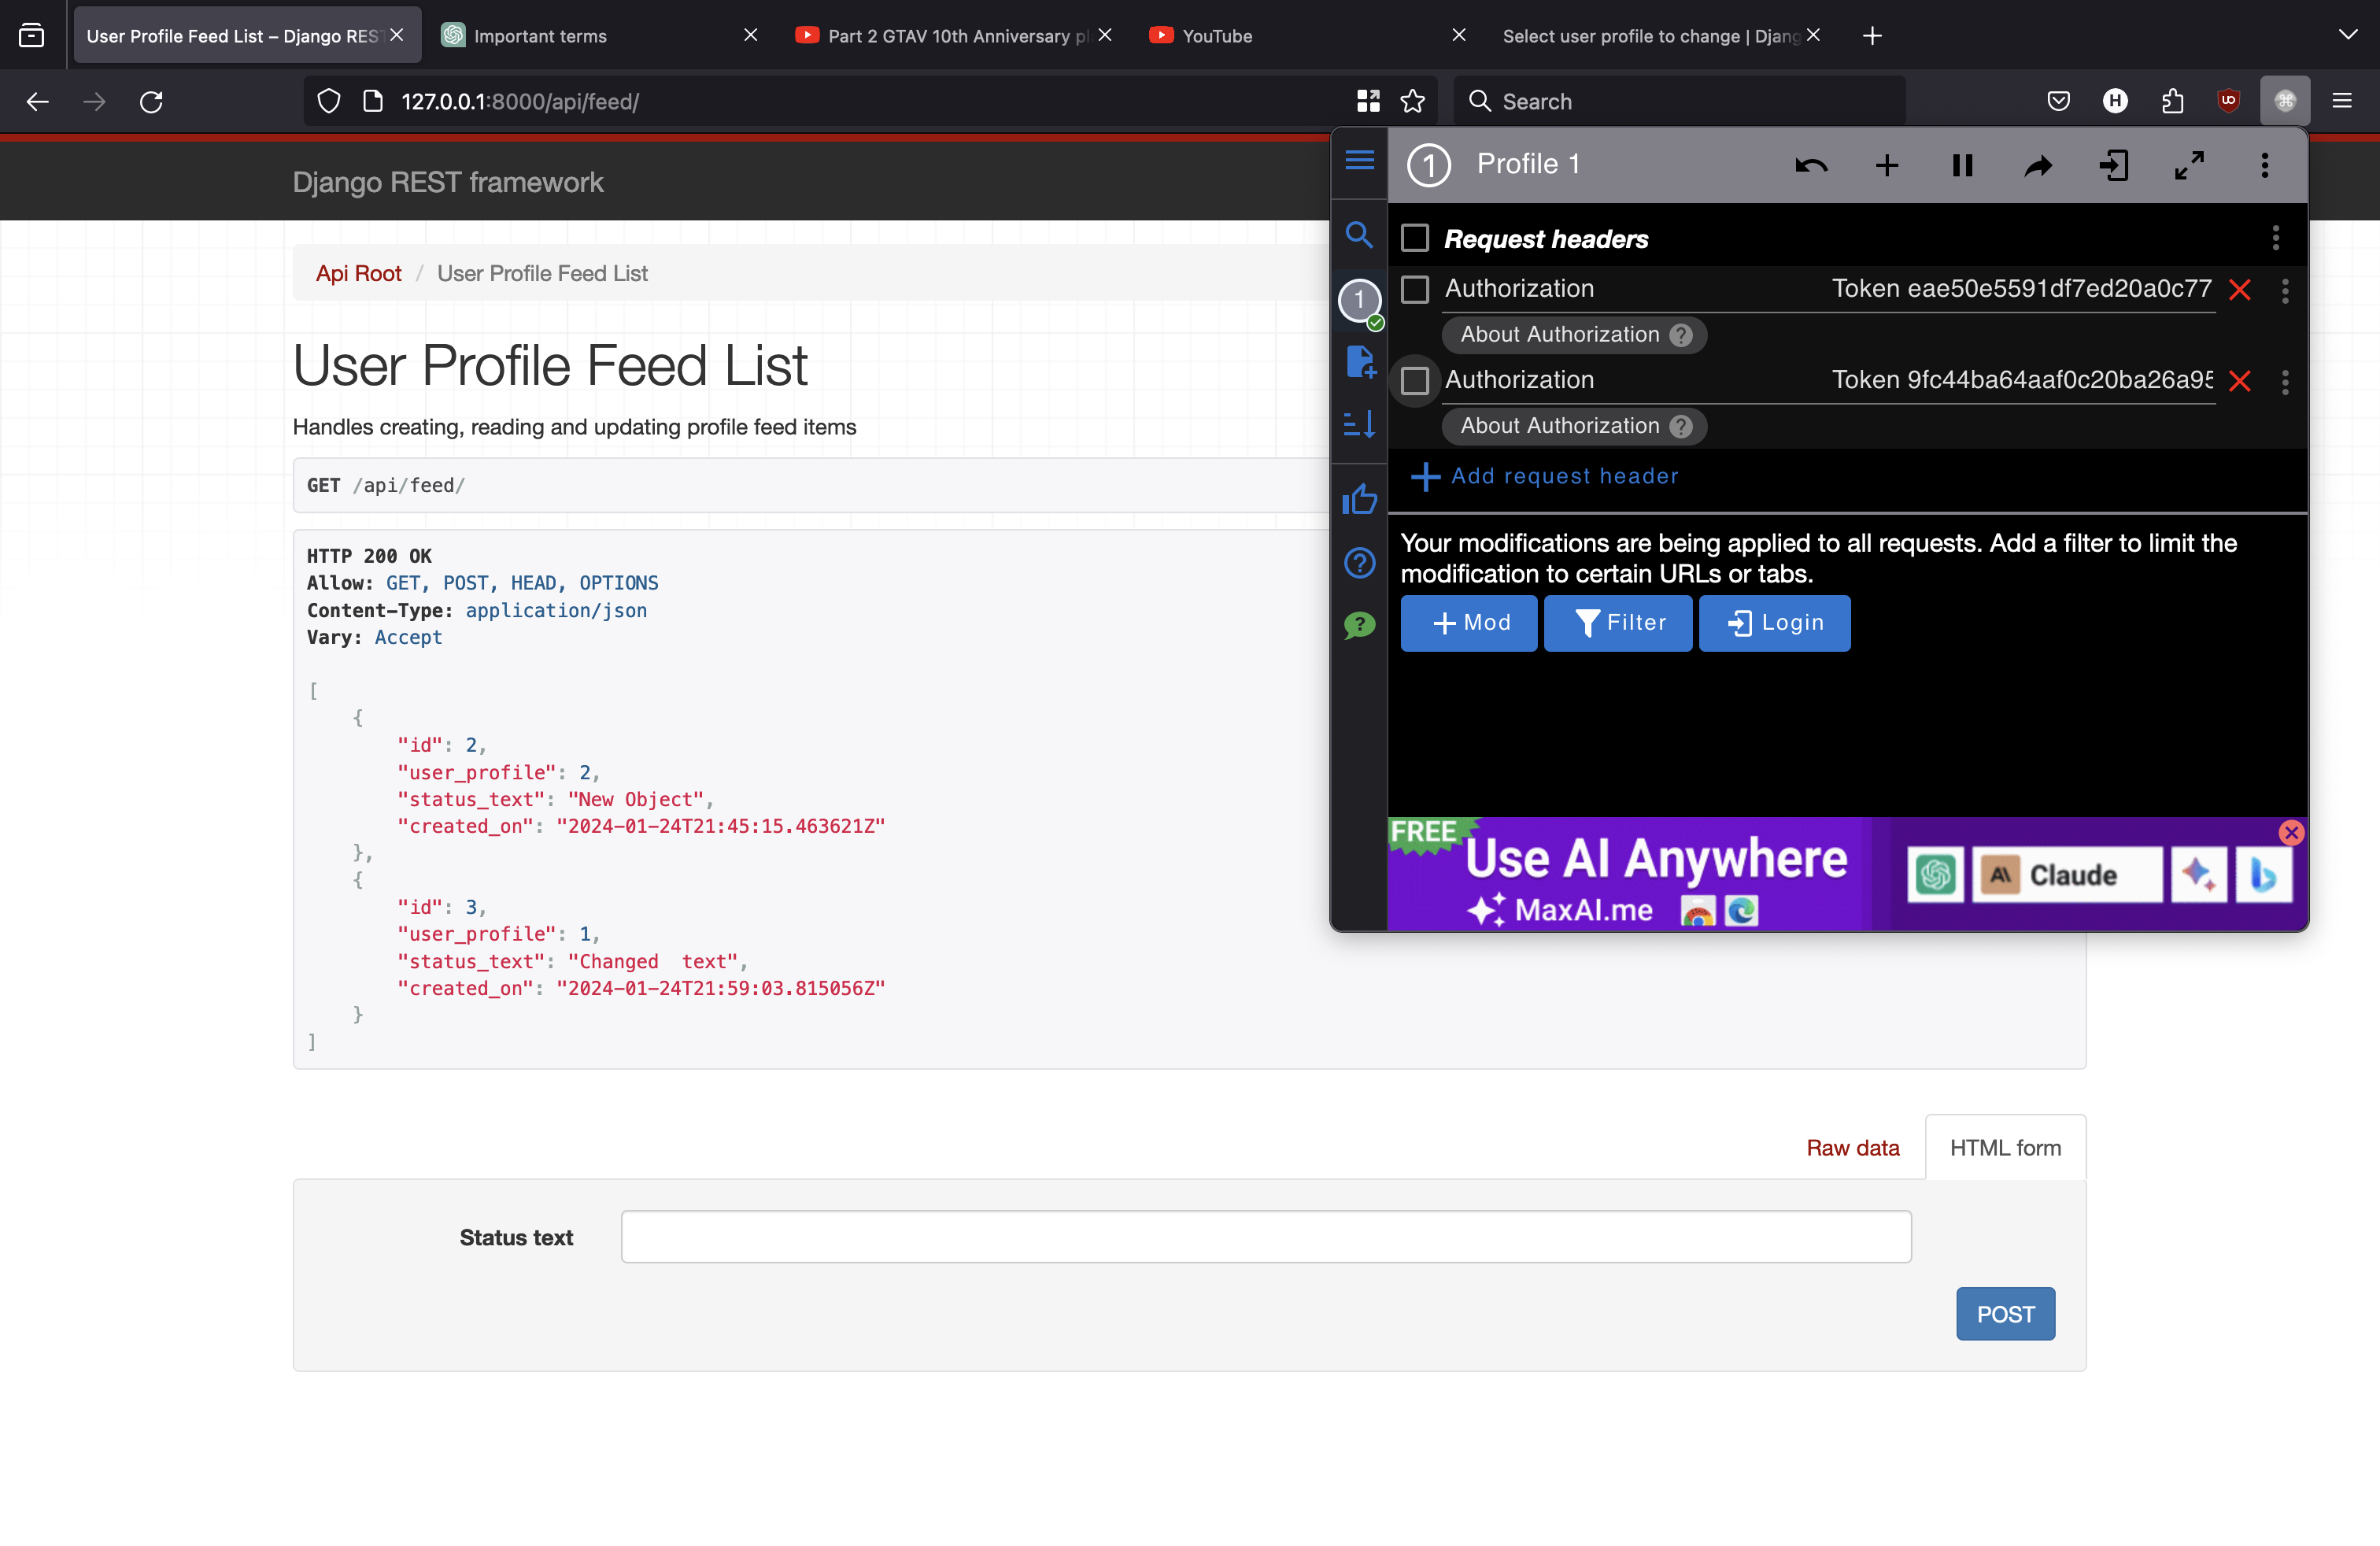 User Profile Feed List – Django RES
Important terms
Part 2 GTAV 10th Anniversary pl
YouTube
Select user profile to change | Djang
127.0.0.1:8000/api/feed/
Search
Django REST framework
Api Root / User Profile Feed List
User Profile Feed List
Handles creating, reading and updating profile feed items
GET /api/feed/
HTTP 200 OK
Allow: GET, POST, HEAD, OPTIONS
Content-Type: application/json
Vary: Accept
[
{
"id": 2,
"user_profile": 2,
"status_text": "New Object",
"created_on": "2024-01-24T21:45:15.463621Z"
},
{
"id": 3,
"user_profile": 1,
"status_text": "Changed  text",
"created_on": "2024-01-24T21:59:03.815056Z"
}
]
Raw data
HTML form
Status text
POST
1 Profile 1
Request headers
1
Authorization Token eae50e5591df7ed20a0c77
About Authorization ?
Authorization Token 9fc44ba64aaf0c20ba26a95
About Authorization ?
Add request header
Your modifications are being applied to all requests. Add a filter to limit the
modification to certain URLs or tabs.
Mod
Filter
Login
FREE
Use AI Anywhere
MaxAI.me
Claude